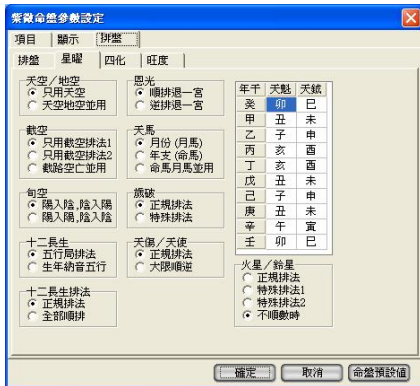 紫微命盤參數設定
項目 顯示 排盤
排盤 星曜 四化 旺度
天空/地空
只用天空
天空地空並用
截空
只用截空排法1
只用截空排法2
截路空亡並用
旬空
陽入陰,陰入陽
陽入陽,陰入陰
十二長生
五行局排法
生年納音五行
十二長生排法
正規排法
全部順排
恩光
順排退一宮
逆排退一宮
天馬
月份(月馬)
年支(命馬)
命馬月馬並用
歲破
正規排法
特殊排法
天傷/天使
正規排法
大限順逆
年干 天魁 天鉞
癸 卯 巳
甲 丑 未
乙 子 申
丙 亥 酉
丁 亥 酉
戊 丑 未
己 子 申
庚 丑 未
辛 午 寅
壬 卯 巳
火星/鈴星
正規排法
特殊排法1
特殊排法2
不順數時
確定 取消 命盤預設值